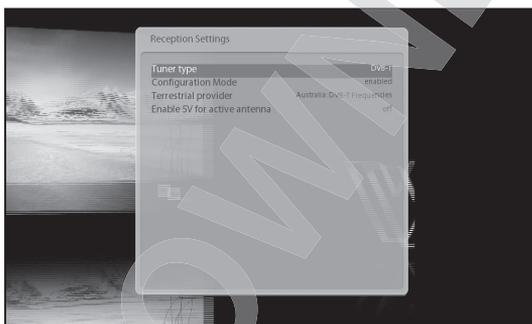 Reception Settings
Tuner type DVB-T
Configuration Mode enabled
Terrestrial provider Australia: DVB-T Frequencies
Enable 5V for active antenna off